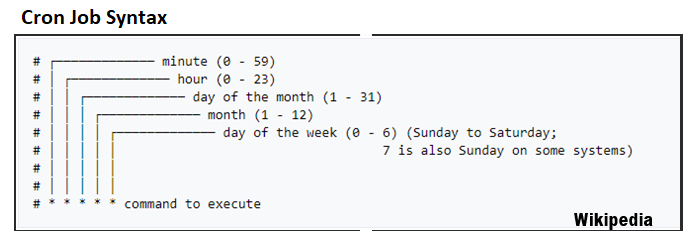 Cron Job Syntax
# minute (0 - 59)
# hour (0 - 23)
# day of the month (1 - 31)
# month (1 - 12)
# day of the week (0 - 6) (Sunday to Saturday;
# 7 is also Sunday on some systems)
#
#
# * * * * * command to execute
Wikipedia